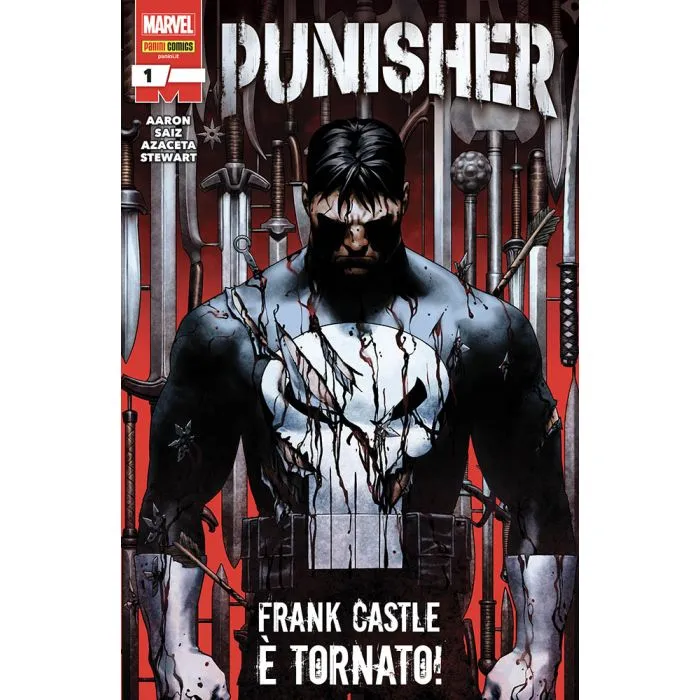 MARVEL
PANINI COMICS
panini.it
1
PUNISHER
AARON
SAIZ
AZACETA
STEWART
FRANK CASTLE
È TORNATO!